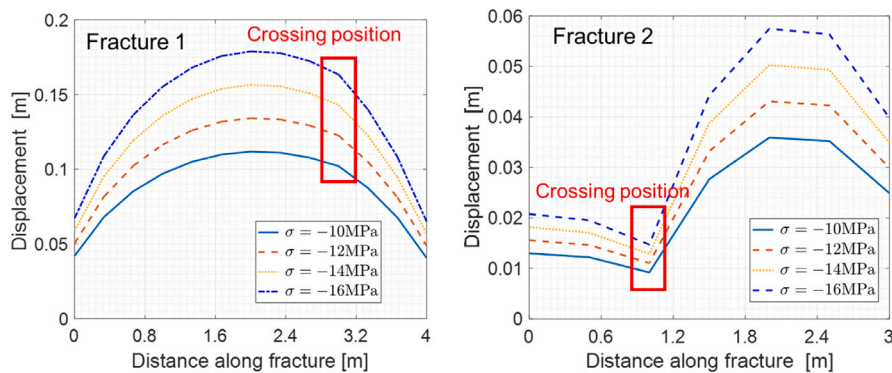 Fracture 1
Crossing position
Displacement [m]
0.2
0.15
0.1
0.05
0
σ = −10MPa
σ = −12MPa
σ = −14MPa
σ = −16MPa
0 0.8 1.6 2.4 3.2 4
Distance along fracture [m]
Fracture 2
Crossing position
Displacement [m]
0.06
0.05
0.04
0.03
0.02
0.01
0
σ = −10MPa
σ = −12MPa
σ = −14MPa
σ = −16MPa
0 0.6 1.2 1.8 2.4 3
Distance along fracture [m]